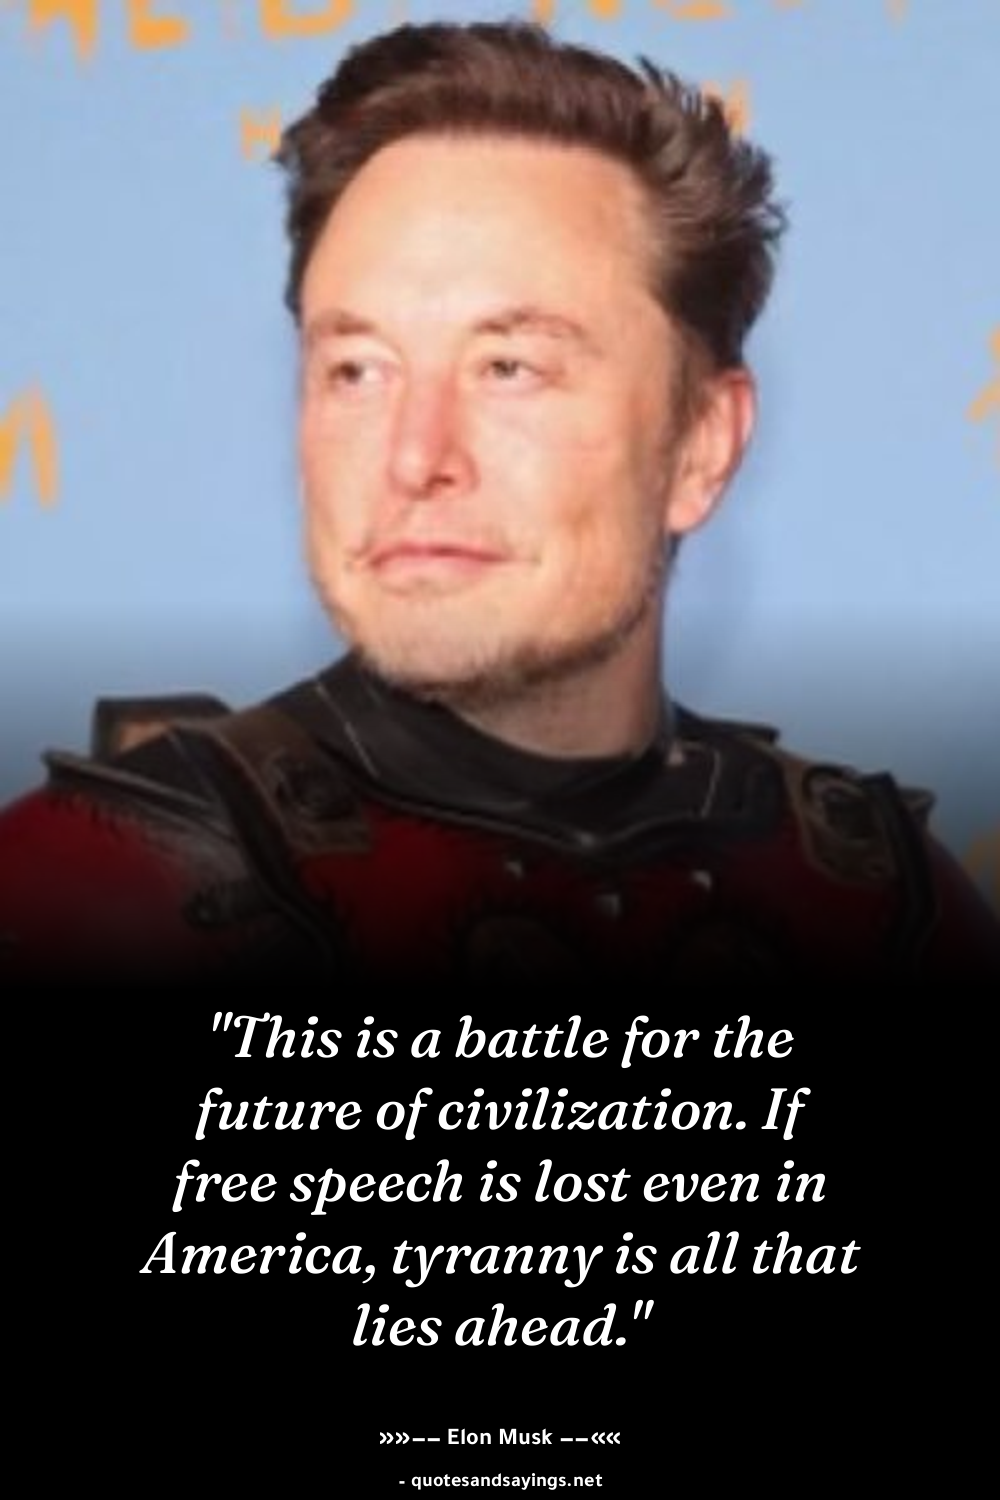 "This is a battle for the
future of civilization. If
free speech is lost even in
America, tyranny is all that
lies ahead."
»»–– Elon Musk ––««
- quotesandsayings.net